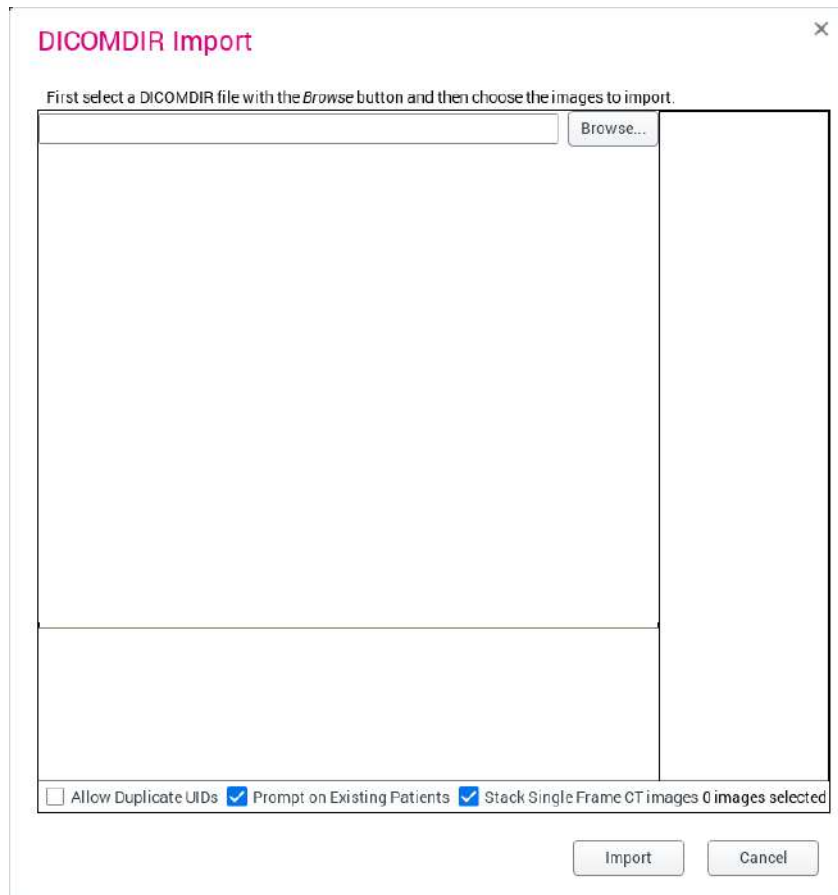 DICOMDIR Import
First select a DICOMDIR file with the Browse button and then choose the images to import.
Browse...
Allow Duplicate UIDs Prompt on Existing Patients Stack Single Frame CT images 0 images selected
Import Cancel